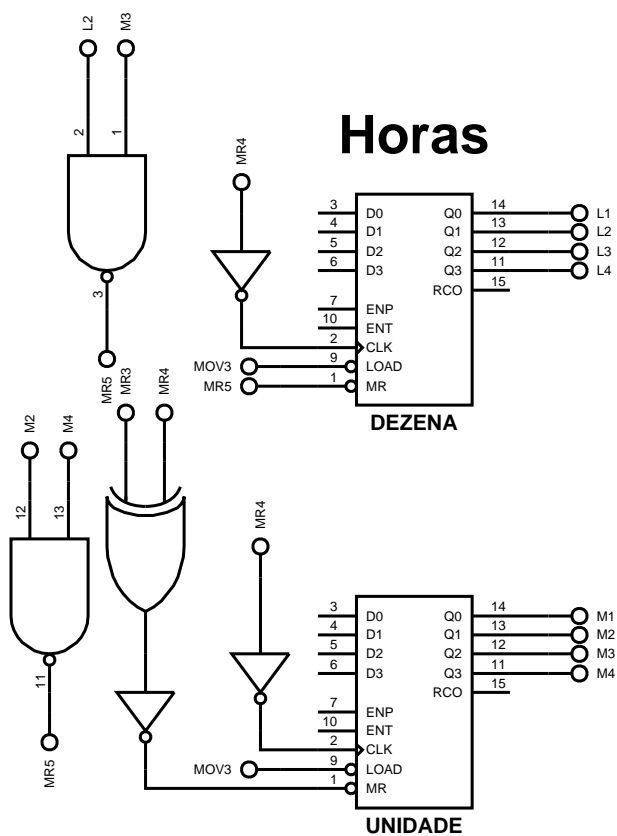 L2
M3
2
1
3
MR5
Horas
MR4
3 D0 Q0 14 L1
4 D1 Q1 13 L2
5 D2 Q2 12 L3
6 D3 Q3 11 L4
RCO 15
7 ENP
10 ENT
2 CLK
MOV3 9 LOAD
MR5 1 MR
DEZENA
MR3
MR4
M2
M4
12
13
11
MR5
MR4
3 D0 Q0 14 M1
4 D1 Q1 13 M2
5 D2 Q2 12 M3
6 D3 Q3 11 M4
RCO 15
7 ENP
10 ENT
2 CLK
MOV3 9 LOAD
1 MR
UNIDADE